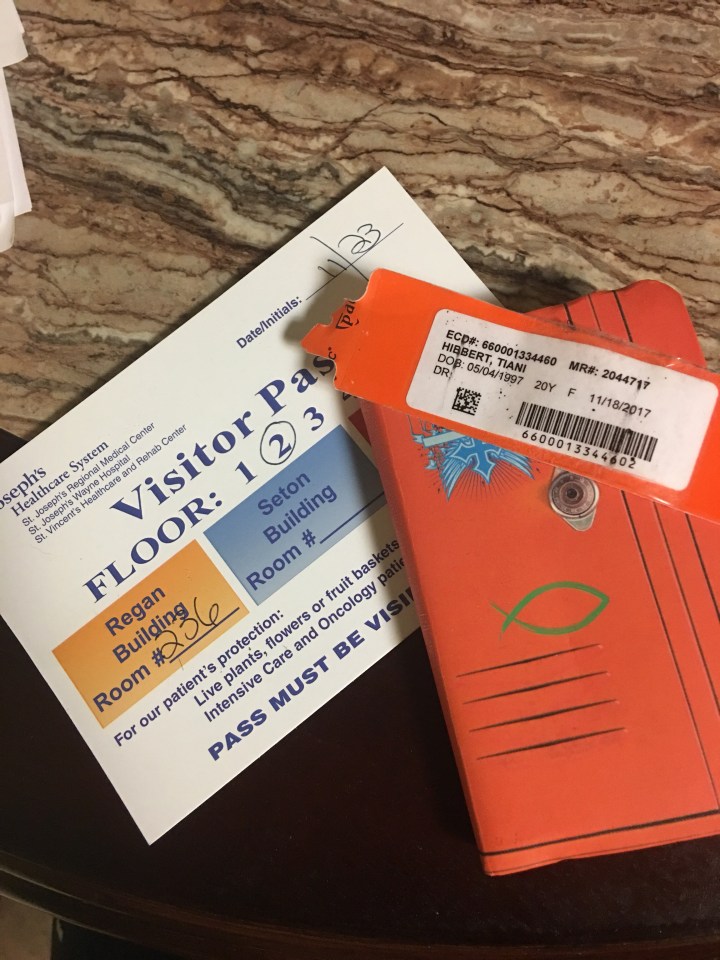 Date/Initials: 11/23
oseph's
Healthcare System
St. Joseph's Regional Medical Center
St. Joseph's Wayne Hospital
St. Vincent's Healthcare and Rehab Center
Visitor Pas
FLOOR: 1 2 3
Regan
Building
Room # 236
Seton
Building
Room #
For our patient's protection:
Live plants, flowers or fruit baskets
Intensive Care and Oncology patie
PASS MUST BE VISI
ECD#: 660001334460 MR#: 2044717
HIBBERT, TIANI
DOB: 05/04/1997 20Y F 11/18/2017
DR:
6600013344602